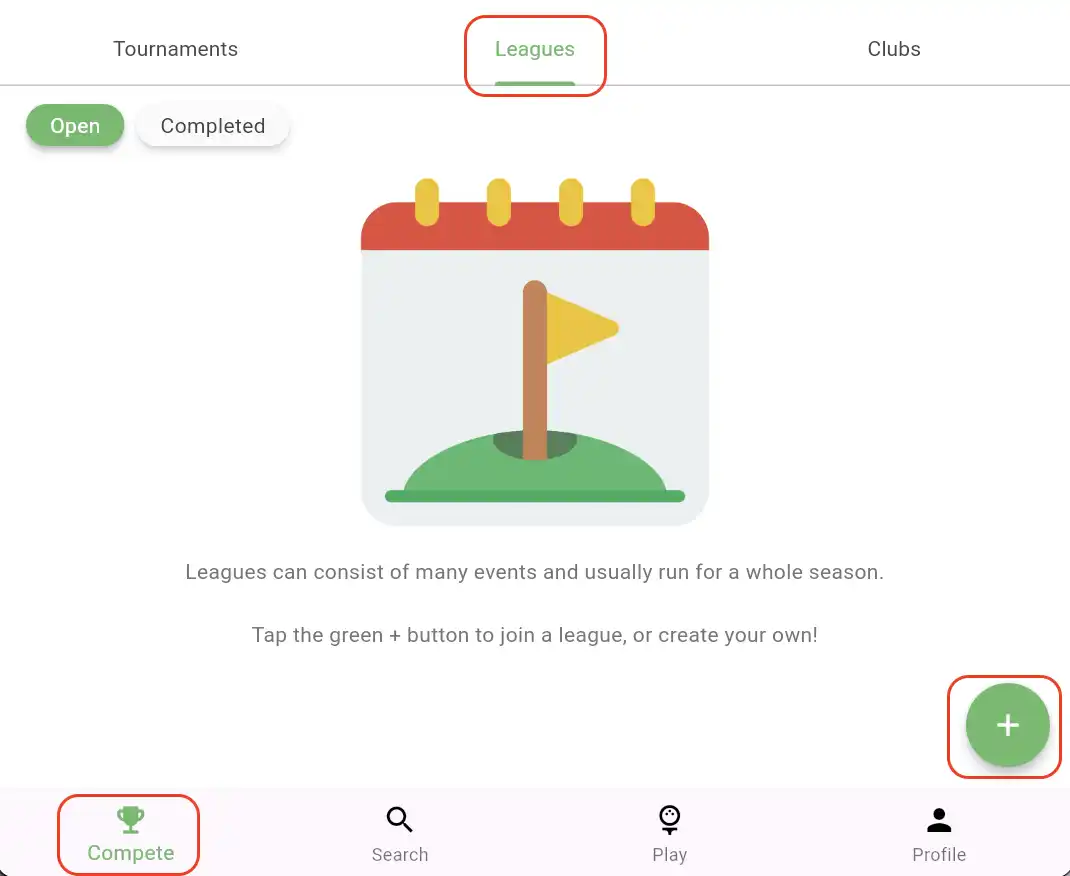 Tournaments
Leagues
Clubs
Open
Completed
Leagues can consist of many events and usually run for a whole season.
Tap the green + button to join a league, or create your own!
+
Compete
Search
Play
Profile